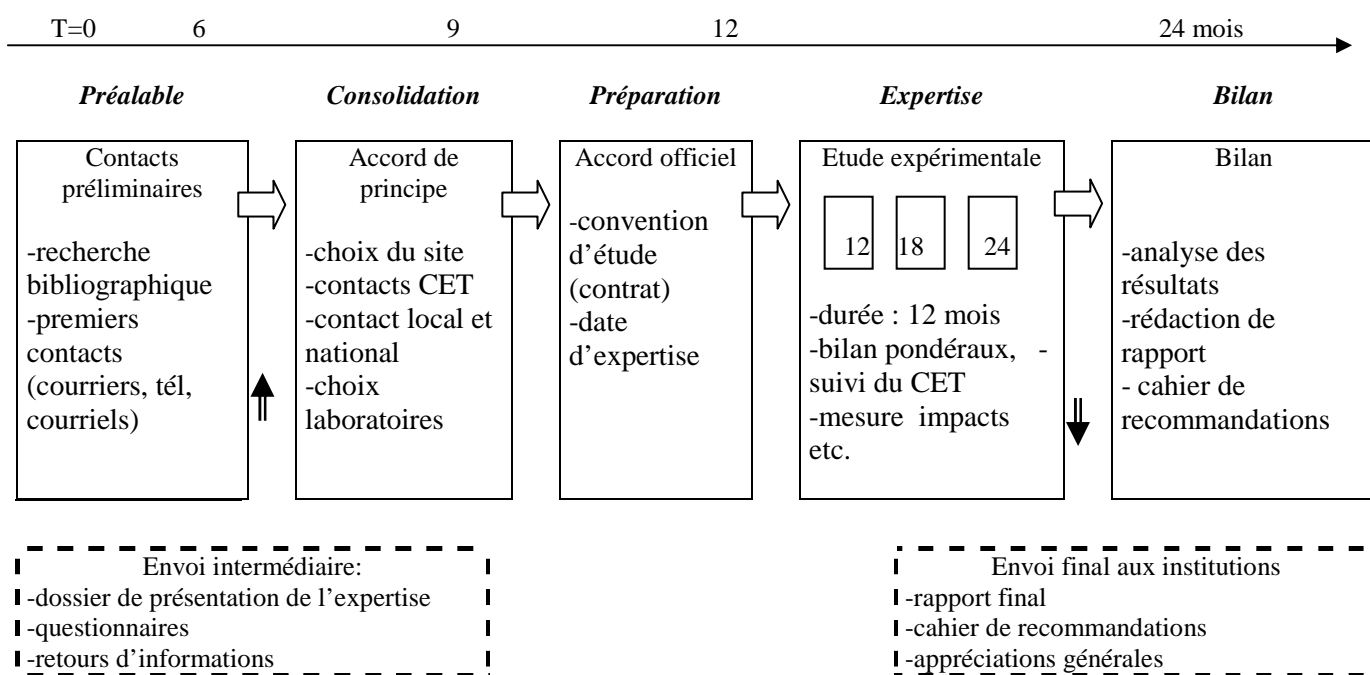 T=0 6 9 12 24 mois
Préalable Consolidation Préparation Expertise Bilan
Contacts
préliminaires
-recherche
bibliographique
-premiers
contacts
(courriers, tél,
courriels)
Accord de
principe
-choix du site
-contacts CET
-contact local et
national
-choix
laboratoires
Accord officiel
-convention
d’étude
(contrat)
-date
d’expertise
Etude expérimentale
12 18 24
-durée : 12 mois
-bilan pondéraux, -
suivi du CET
-mesure impacts
etc.
Bilan
-analyse des
résultats
-rédaction de
rapport
- cahier de
recommandations
Envoi intermédiaire:
-dossier de présentation de l’expertise
-questionnaires
-retours d’informations
Envoi final aux institutions
-rapport final
-cahier de recommandations
-appréciations générales